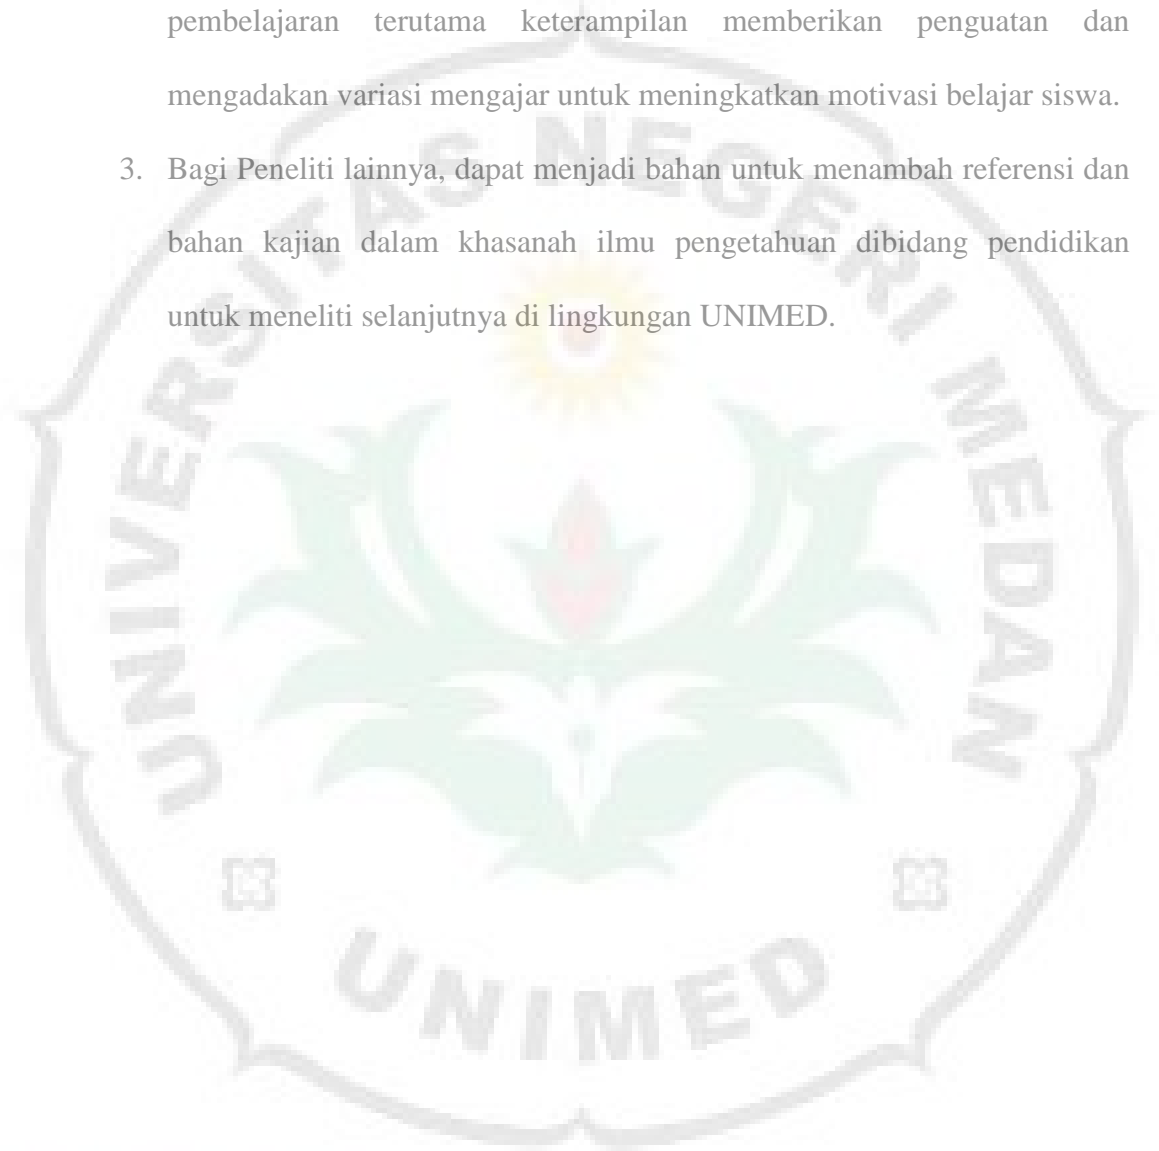 pembelajaran terutama keterampilan memberikan penguatan dan
mengadakan variasi mengajar untuk meningkatkan motivasi belajar siswa.
3. Bagi Peneliti lainnya, dapat menjadi bahan untuk menambah referensi dan
bahan kajian dalam khasanah ilmu pengetahuan dibidang pendidikan
untuk meneliti selanjutnya di lingkungan UNIMED.
UNIVERSITAS NEGERI MEDAN
UNIMED